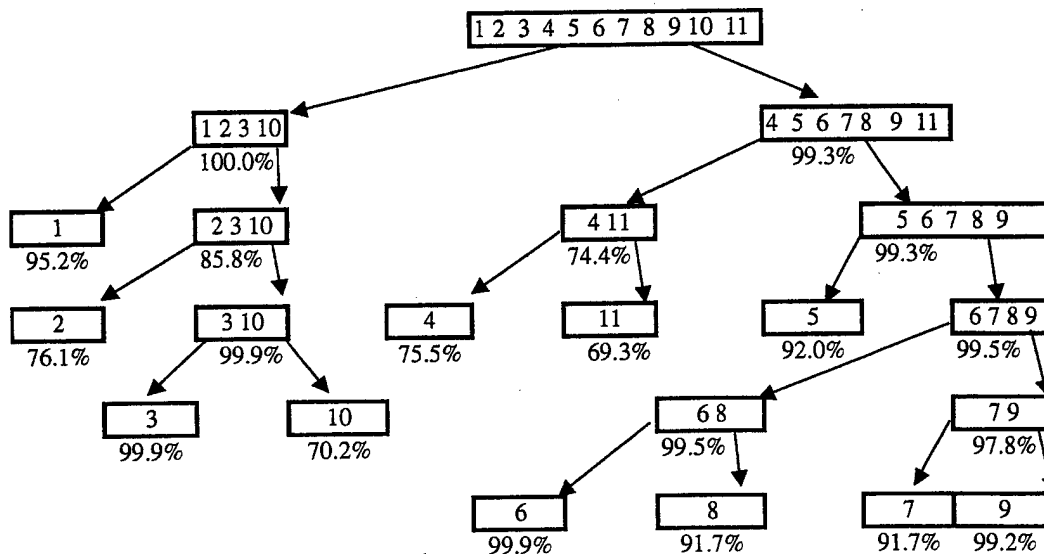 1 2 3 4 5 6 7 8 9 10 11
1 2 3 10 4 5 6 7 8 9 11
100.0% 99.3%
1 2 3 10 4 11 5 6 7 8 9
95.2% 85.8% 74.4% 99.3%
2 3 10 4 11 5 6 7 8 9
76.1% 99.9% 75.5% 69.3% 92.0% 99.5%
3 10 6 8 7 9
99.9% 70.2% 99.5% 97.8%
6 8 7 9
99.9% 91.7% 91.7% 99.2%